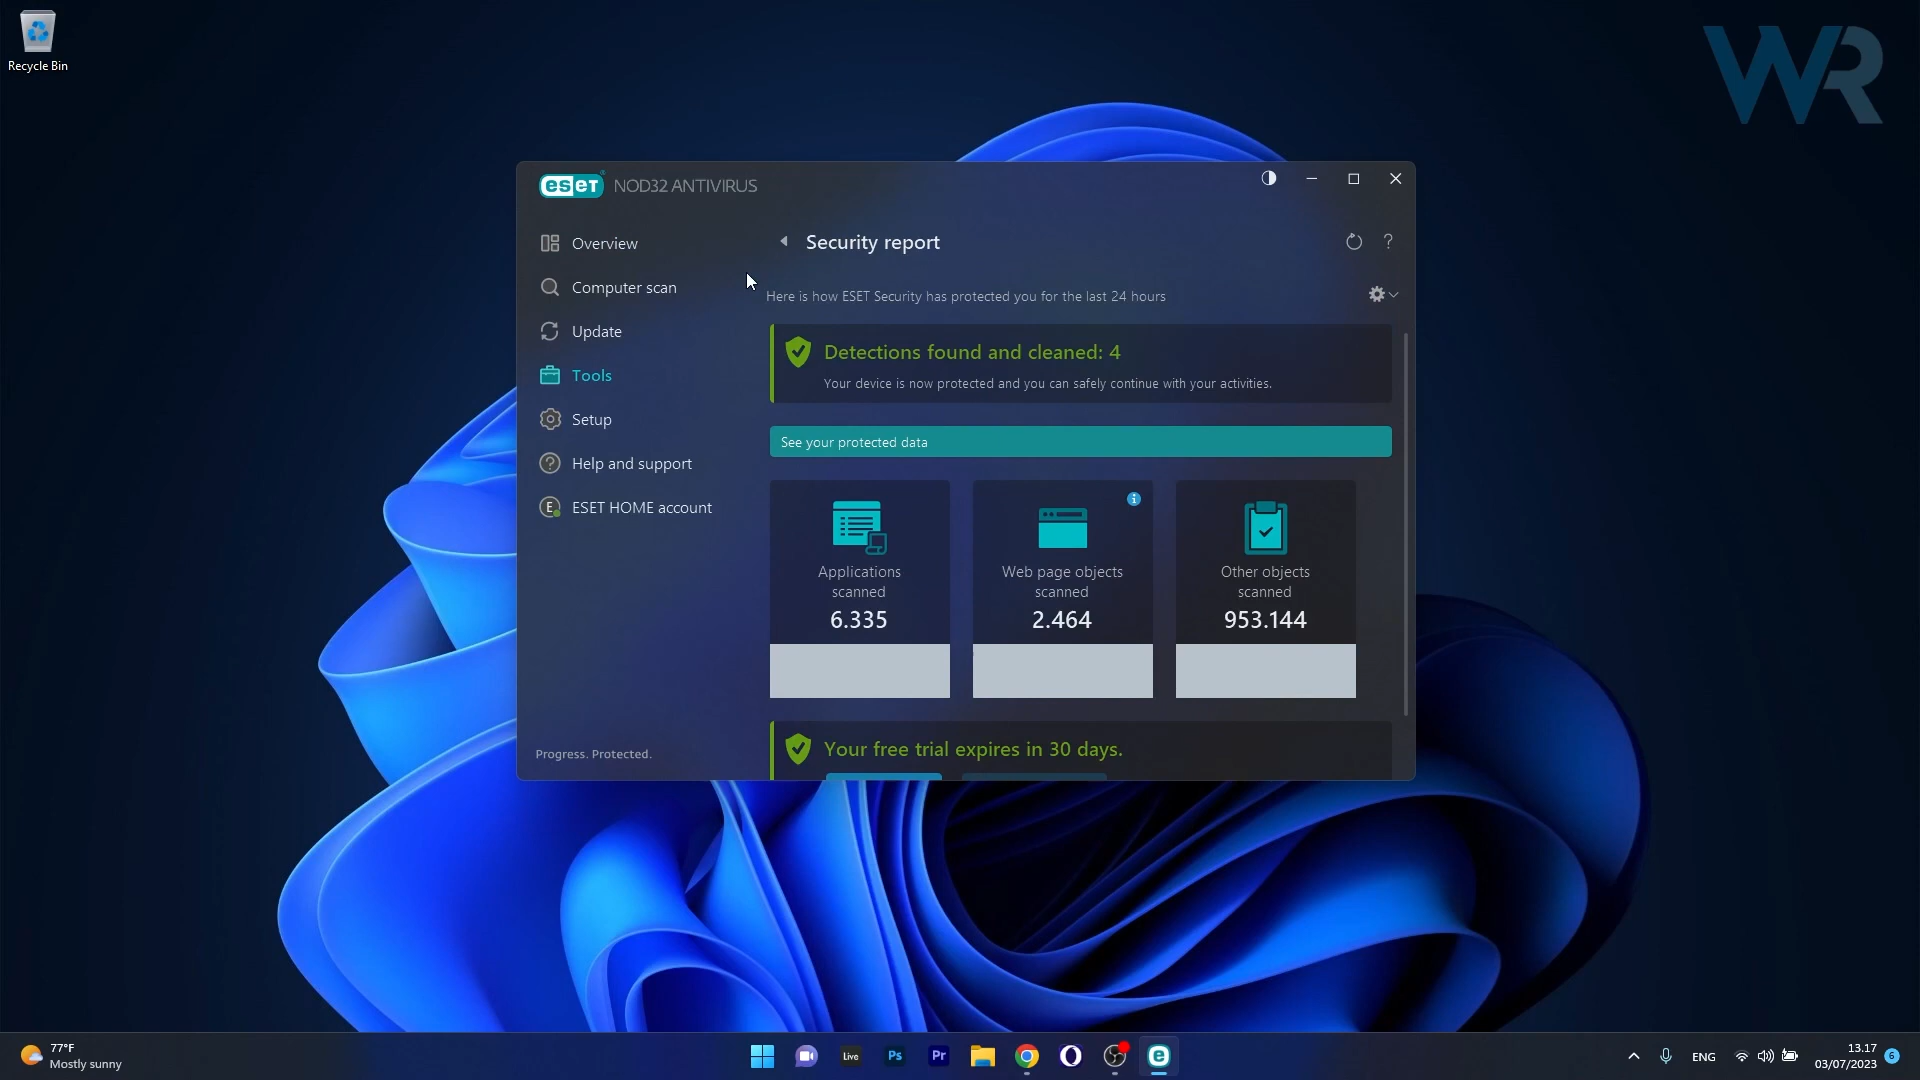 Recycle Bin
WR
eset NOD32 ANTIVIRUS
Overview
Computer scan
Update
Tools
Setup
Help and support
E ESET HOME account
Progress. Protected.
Security report
?
Here is how ESET Security has protected you for the last 24 hours
Detections found and cleaned: 4
Your device is now protected and you can safely continue with your activities.
See your protected data
Applications
scanned
6.335
Web page objects
scanned
2.464
Other objects
scanned
953.144
Your free trial expires in 30 days.
77°F
Mostly sunny
Live
Ps
Pr
e
ENG
13.17
03/07/2023
6